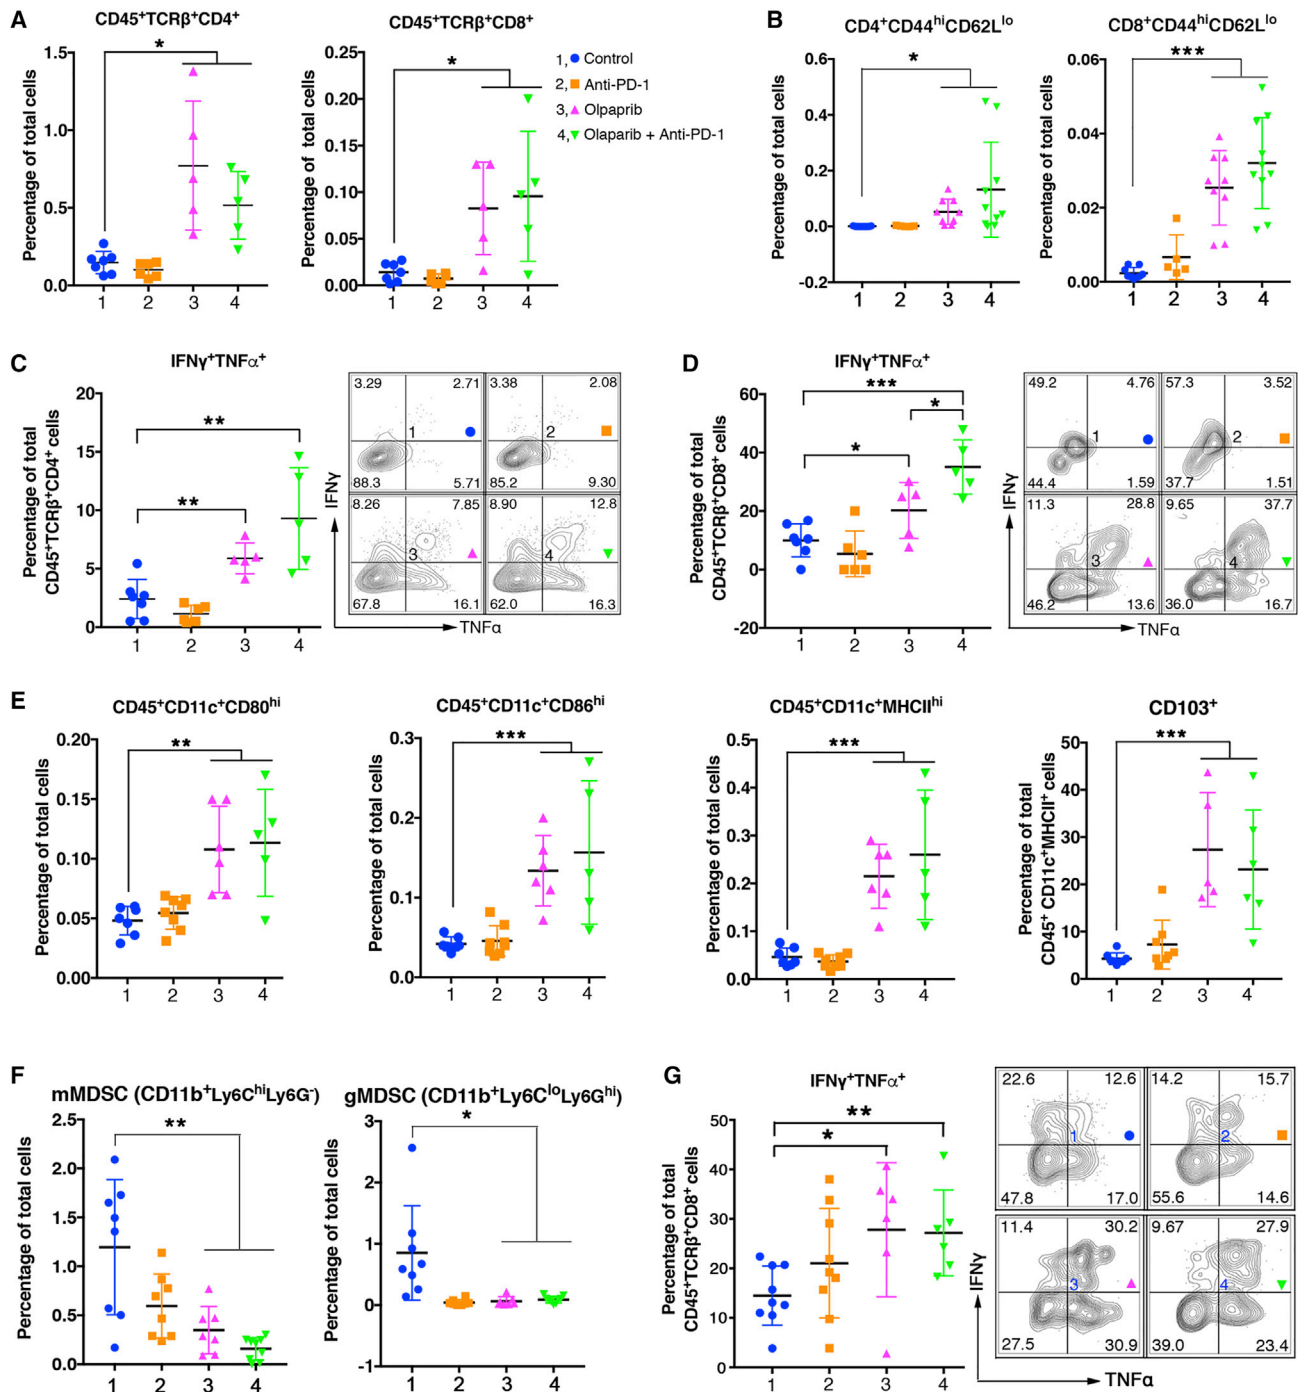 A
CD45⁺TCRβ⁺CD4⁺
Percentage of total cells
1.5
1.0
0.5
0.0
*
1 2 3 4
CD45⁺TCRβ⁺CD8⁺
Percentage of total cells
0.25
0.20
0.15
0.10
0.05
0.00
*
1 2 3 4
1, Control
2, Anti-PD-1
3, Olpaprib
4, Olaparib + Anti-PD-1
B
CD4⁺CD44ʰⁱCD62Lˡᵒ
Percentage of total cells
0.6
0.4
0.2
0.0
-0.2
*
1 2 3 4
CD8⁺CD44ʰⁱCD62Lˡᵒ
Percentage of total cells
0.06
0.04
0.02
0.00
***
1 2 3 4
C
IFNγ⁺TNFα⁺
Percentage of total
CD45⁺TCRβ⁺CD4⁺ cells
20
15
10
5
0
**
**
1 2 3 4
3.29 2.71 3.38 2.08
1 2
88.3 5.71 85.2 9.30
8.26 7.85 8.90 12.8
3 4
67.8 16.1 62.0 16.3
IFNγ
TNFα
D
IFNγ⁺TNFα⁺
Percentage of total
CD45⁺TCRβ⁺CD8⁺ cells
60
40
20
0
-20
***
*
*
1 2 3 4
49.2 4.76 57.3 3.52
1 2
44.4 1.59 37.7 1.51
11.3 28.8 9.65 37.7
3 4
46.2 13.6 36.0 16.7
IFNγ
TNFα
E
CD45⁺CD11c⁺CD80ʰⁱ
Percentage of total cells
0.20
0.15
0.10
0.05
0.00
**
1 2 3 4
CD45⁺CD11c⁺CD86ʰⁱ
Percentage of total cells
0.3
0.2
0.1
0.0
***
1 2 3 4
CD45⁺CD11c⁺MHCIIʰⁱ
Percentage of total cells
0.5
0.4
0.3
0.2
0.1
0.0
***
1 2 3 4
CD103⁺
Percentage of total
CD45⁺ CD11c⁺MHCII⁺ cells
50
40
30
20
10
0
***
1 2 3 4
F
mMDSC (CD11b⁺Ly6CʰⁱLy6G⁻)
Percentage of total cells
2.5
2.0
1.5
1.0
0.5
0.0
**
1 2 3 4
gMDSC (CD11b⁺Ly6CˡᵒLy6Gʰⁱ)
Percentage of total cells
3
2
1
0
-1
*
1 2 3 4
G
IFNγ⁺TNFα⁺
Percentage of total
CD45⁺TCRβ⁺CD8⁺ cells
50
40
30
20
10
0
**
*
1 2 3 4
22.6 12.6 14.2 15.7
1 2
47.8 17.0 55.6 14.6
11.4 30.2 9.67 27.9
3 4
27.5 30.9 39.0 23.4
IFNγ
TNFα